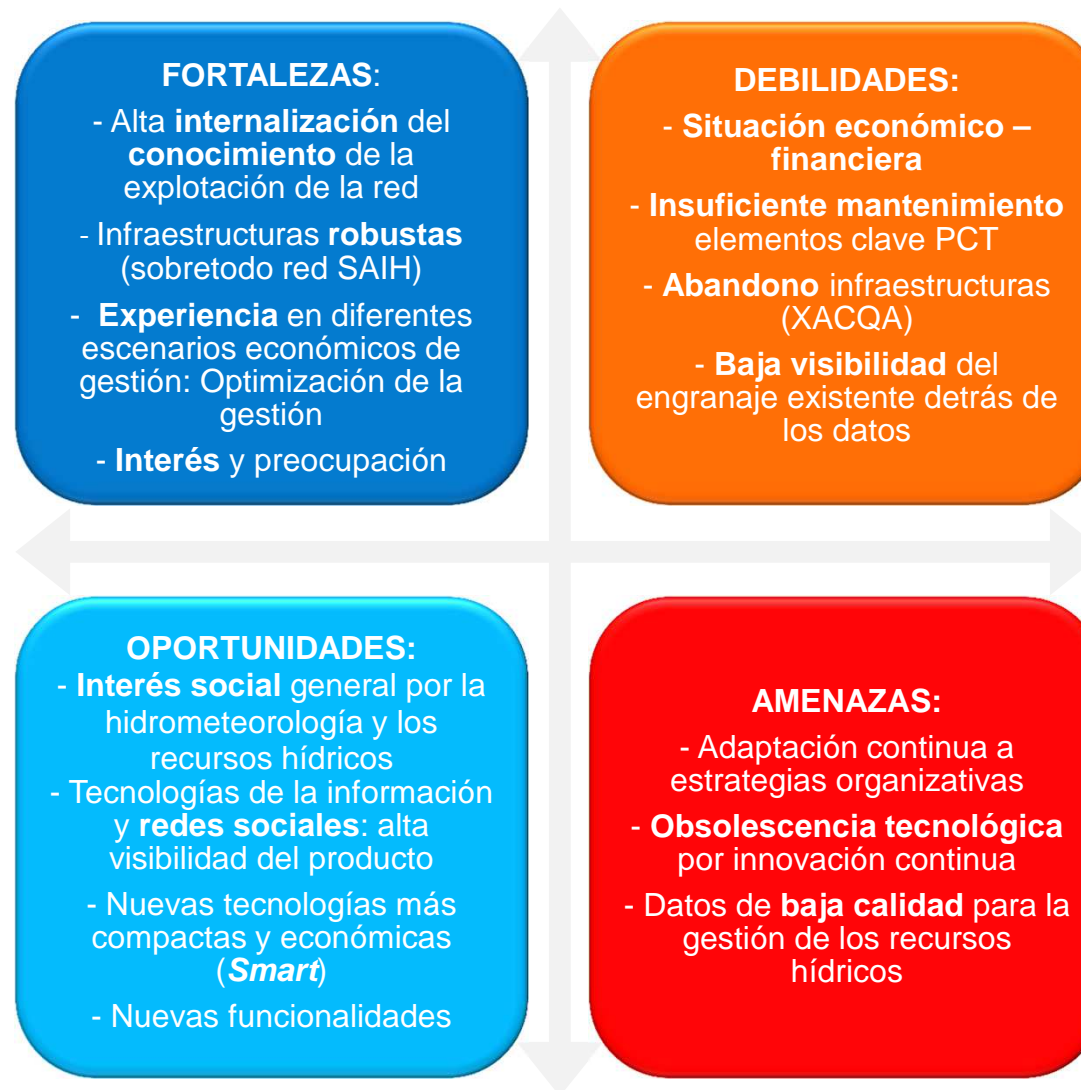 FORTALEZAS:
- Alta internalización del
conocimiento de la
explotación de la red
- Infraestructuras robustas
(sobretodo red SAIH)
- Experiencia en diferentes
escenarios económicos de
gestión: Optimización de la
gestión
- Interés y preocupación
DEBILIDADES:
- Situación económico –
financiera
- Insuficiente mantenimiento
elementos clave PCT
- Abandono infraestructuras
(XACQA)
- Baja visibilidad del
engranaje existente detrás de
los datos
OPORTUNIDADES:
- Interés social general por la
hidrometeorología y los
recursos hídricos
- Tecnologías de la información
y redes sociales: alta
visibilidad del producto
- Nuevas tecnologías más
compactas y económicas
(Smart)
- Nuevas funcionalidades
AMENAZAS:
- Adaptación continua a
estrategias organizativas
- Obsolescencia tecnológica
por innovación continua
- Datos de baja calidad para la
gestión de los recursos
hídricos